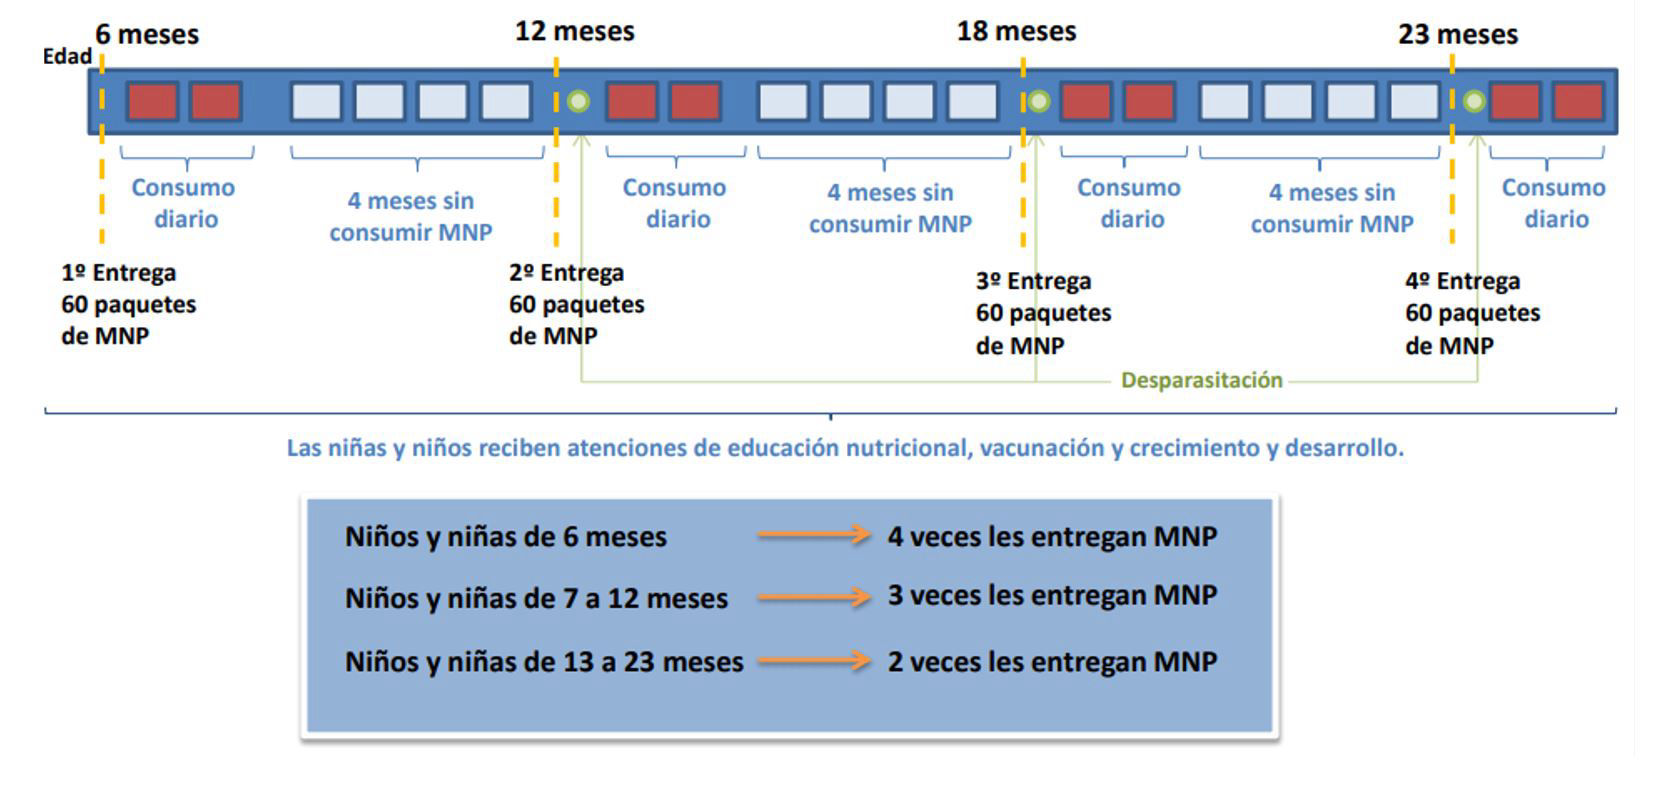 6 meses
12 meses
18 meses
23 meses
Edad
Consumo
diario
4 meses sin
consumir MNP
Consumo
diario
4 meses sin
consumir MNP
Consumo
diario
4 meses sin
consumir MNP
Consumo
diario
1º Entrega
60 paquetes
de MNP
2º Entrega
60 paquetes
de MNP
3º Entrega
60 paquetes
de MNP
4º Entrega
60 paquetes
de MNP
Desparasitación
Las niñas y niños reciben atenciones de educación nutricional, vacunación y crecimiento y desarrollo.
Niños y niñas de 6 meses 4 veces les entregan MNP
Niños y niñas de 7 a 12 meses 3 veces les entregan MNP
Niños y niñas de 13 a 23 meses 2 veces les entregan MNP